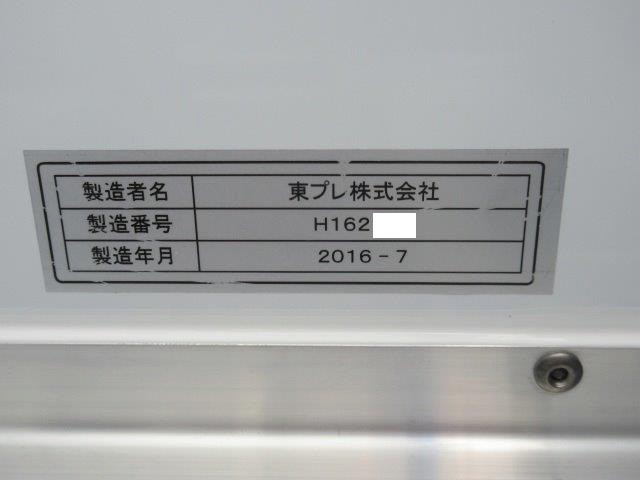 製造者名 東プレ株式会社
製造番号 H162
製造年月 2016-7